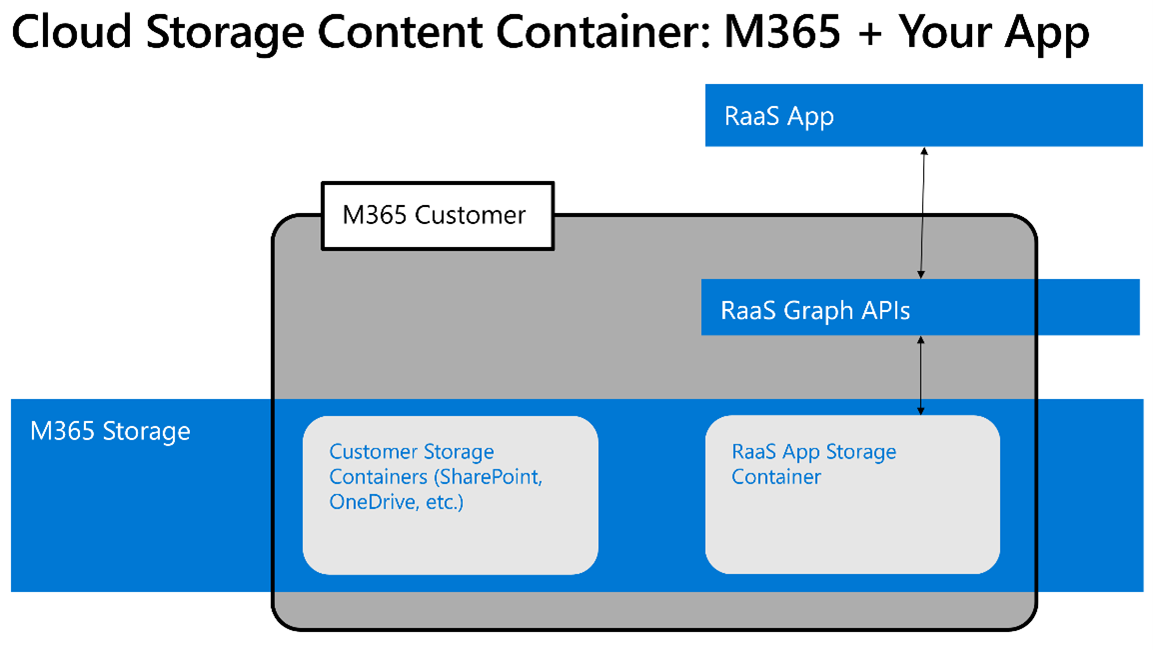 Cloud Storage Content Container: M365 + Your App
RaaS App
M365 Customer
RaaS Graph APIs
M365 Storage
Customer Storage
Containers (SharePoint,
OneDrive, etc.)
RaaS App Storage
Container